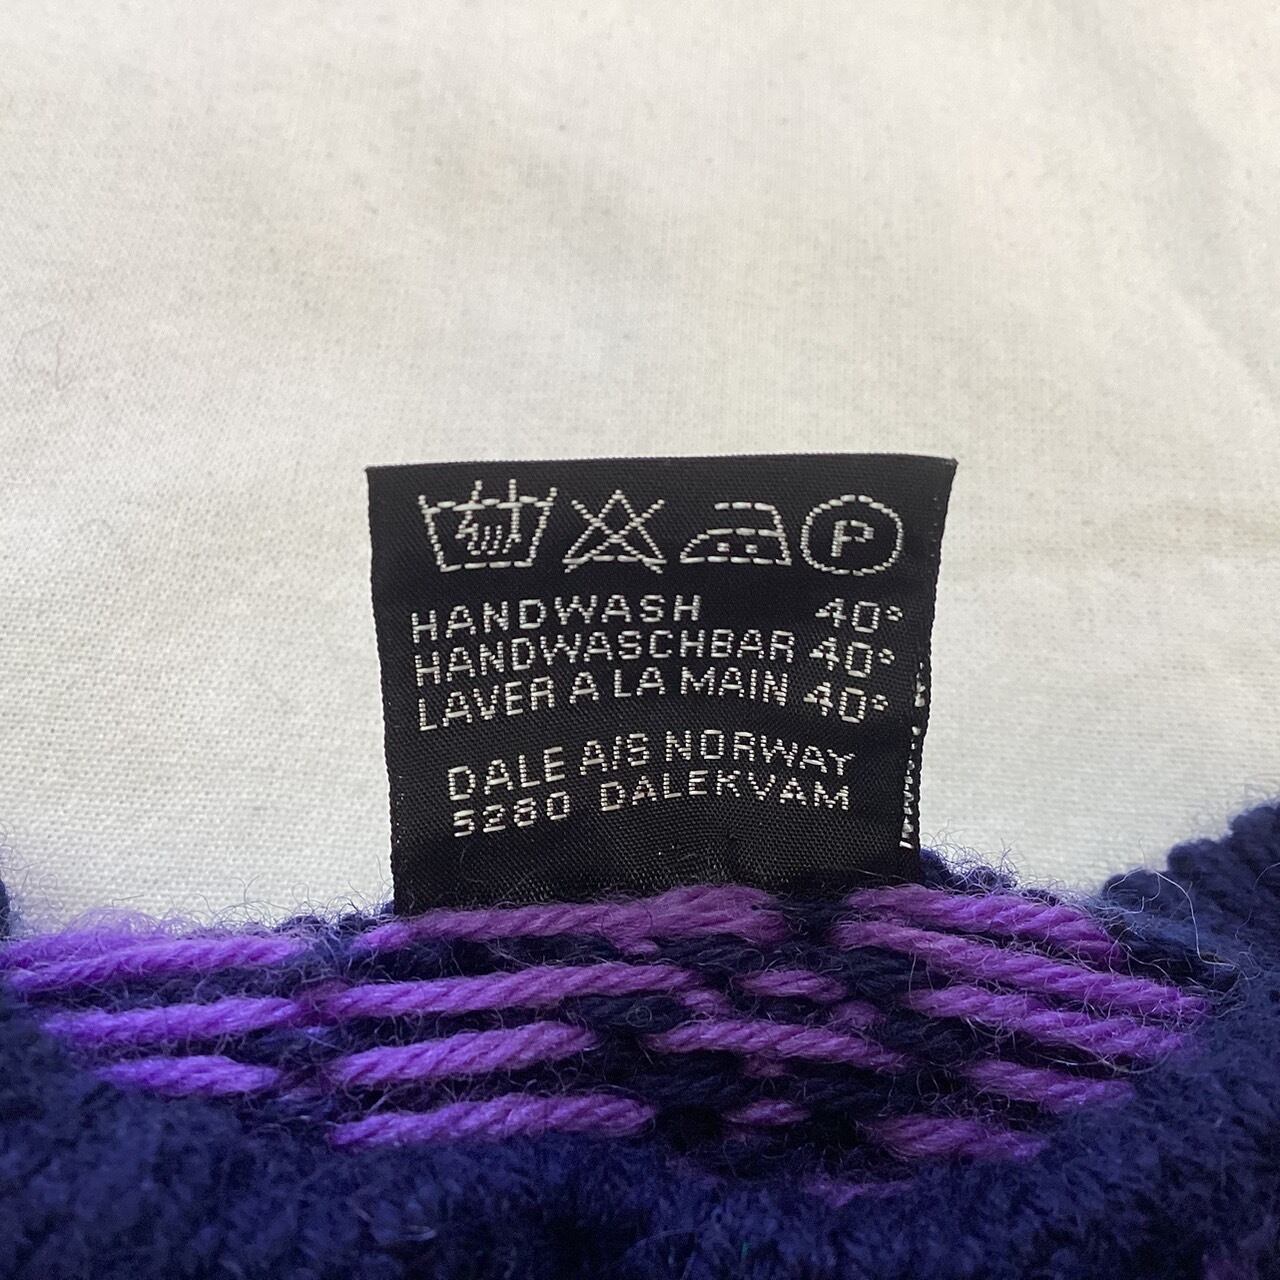 P
HANDWASH 40°
HANDWASCHBAR 40°
LAVER A LA MAIN 40°
DALE A/S NORWAY
5280 DALEKVAM